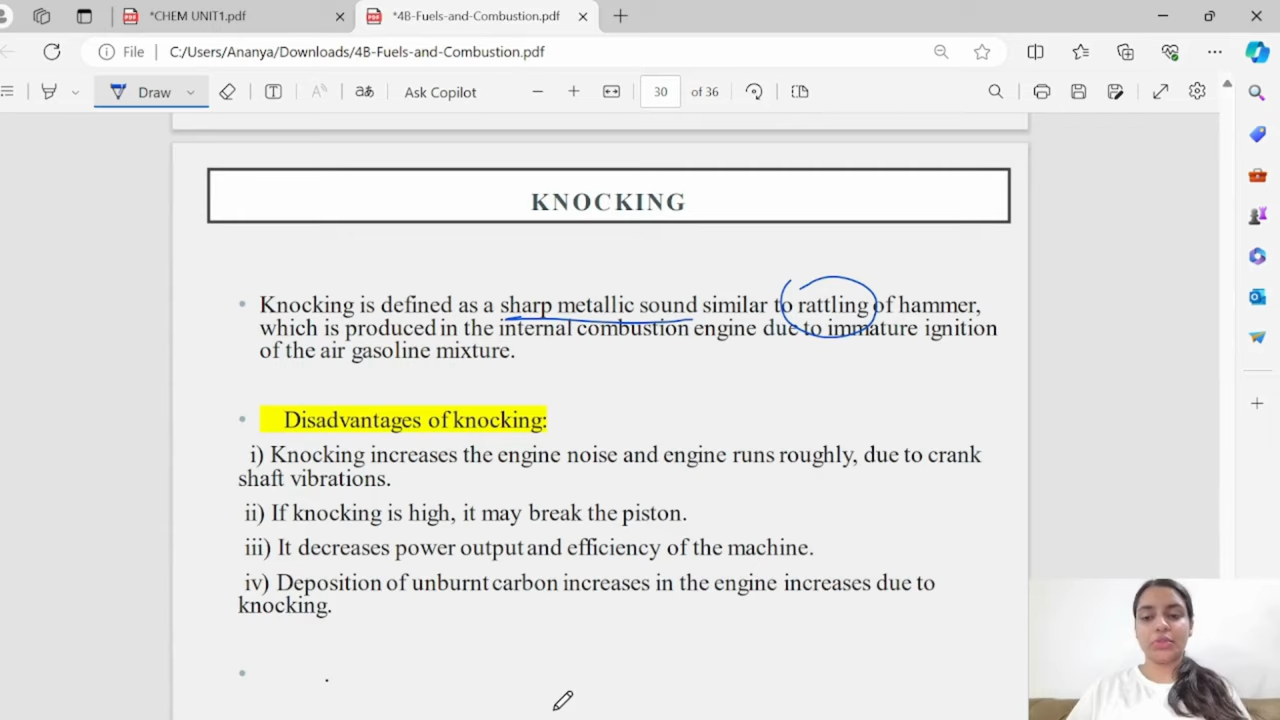 *CHEM UNIT1.pdf
*4B-Fuels-and-Combustion.pdf
File
C:/Users/Ananya/Downloads/4B-Fuels-and-Combustion.pdf
Draw
aあ
Ask Copilot
30 of 36
KNOCKING
• Knocking is defined as a sharp metallic sound similar to rattling of hammer,
which is produced in the internal combustion engine due to immature ignition
of the air gasoline mixture.
• Disadvantages of knocking:
i) Knocking increases the engine noise and engine runs roughly, due to crank
shaft vibrations.
ii) If knocking is high, it may break the piston.
iii) It decreases power output and efficiency of the machine.
iv) Deposition of unburnt carbon increases in the engine increases due to
knocking.
• .